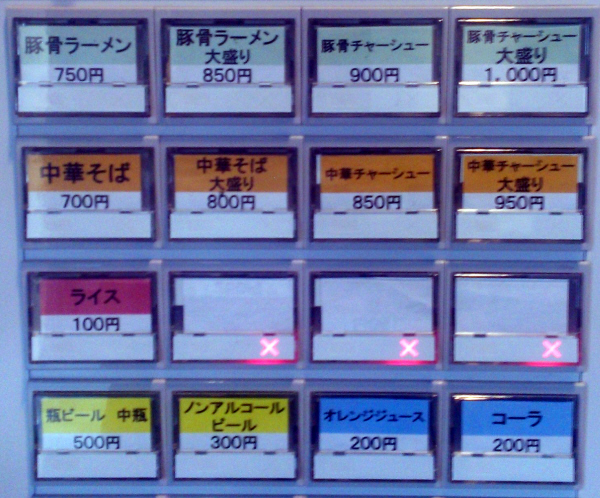 豚骨ラーメン
750円
豚骨ラーメン
大盛り
850円
豚骨チャーシュー
900円
豚骨チャーシュー
大盛り
1,000円
中華そば
700円
中華そば
大盛り
800円
中華チャーシュー
850円
中華チャーシュー
大盛り
950円
ライス
100円
×
×
×
瓶ビール 中瓶
500円
ノンアルコール
ビール
300円
オレンジジュース
200円
コーラ
200円